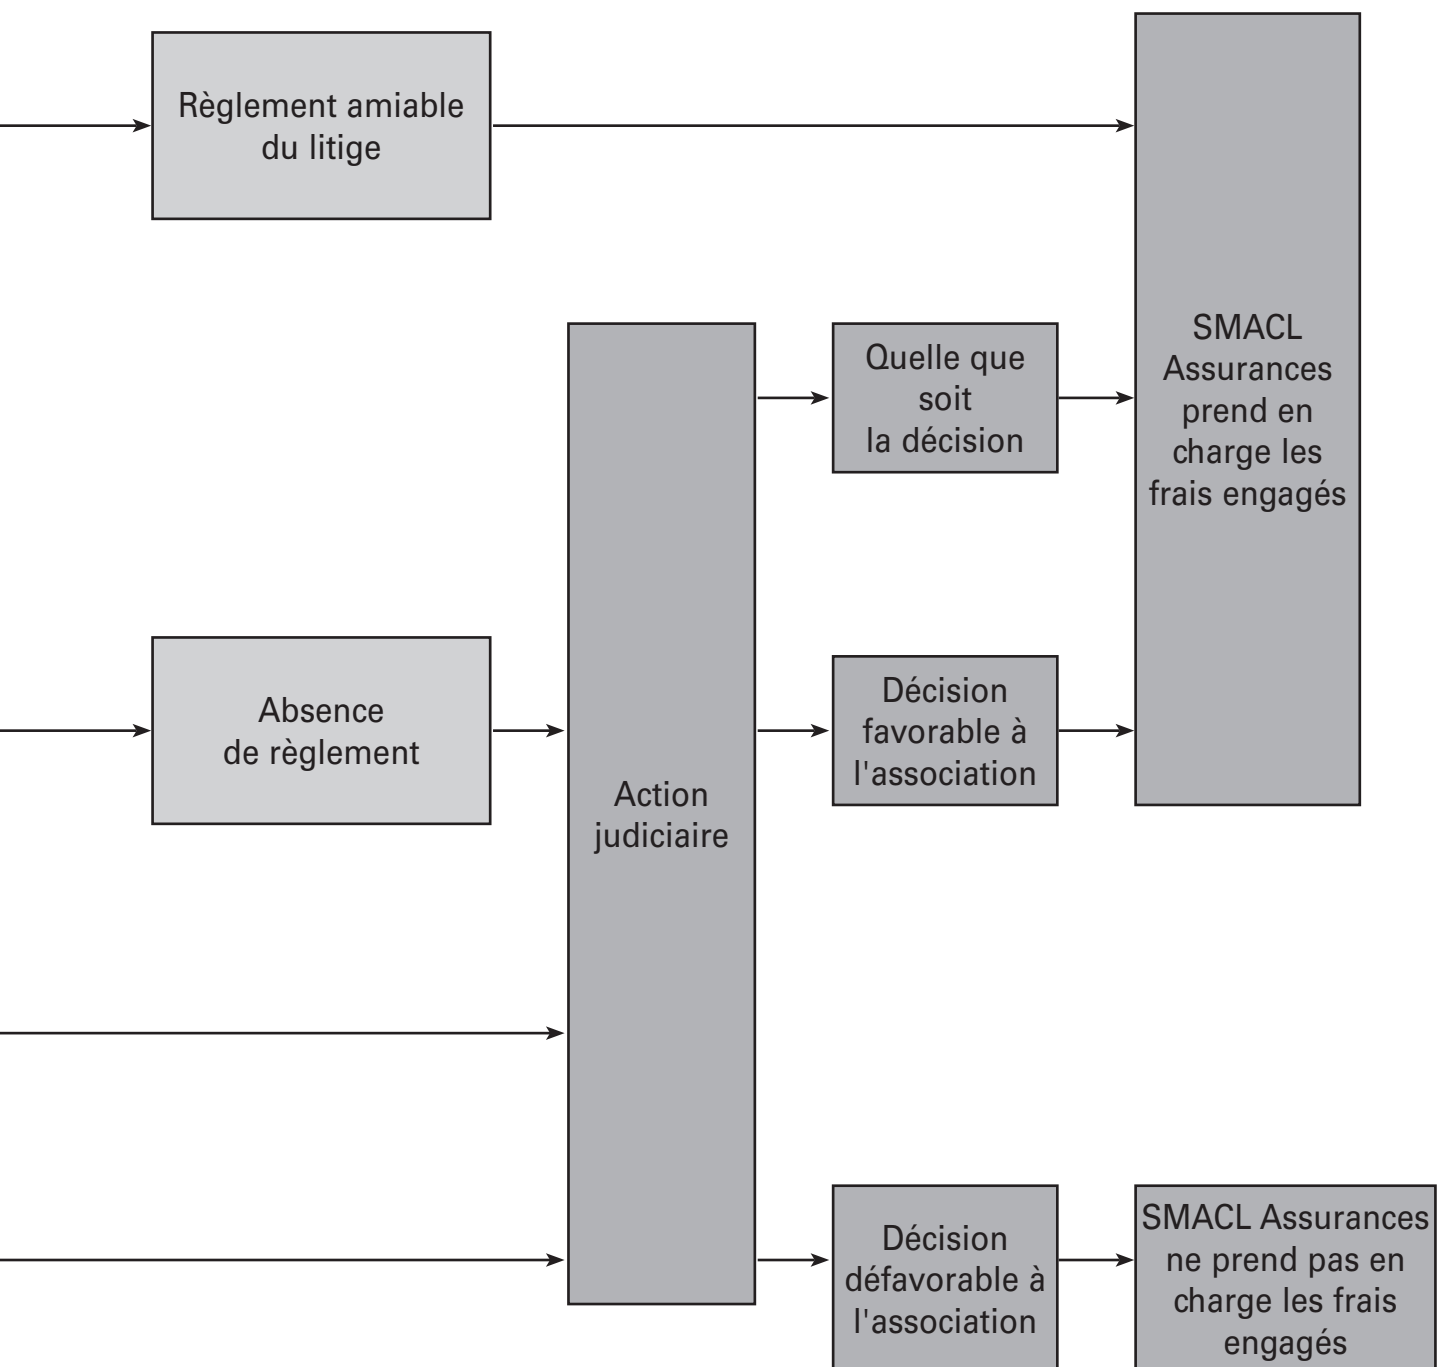 Règlement amiable
du litige
SMACL
Assurances
prend en
charge les
frais engagés
Quelle que
soit
la décision
Absence
de règlement
Action
judiciaire
Décision
favorable à
l'association
Décision
défavorable à
l'association
SMACL Assurances
ne prend pas en
charge les frais
engagés